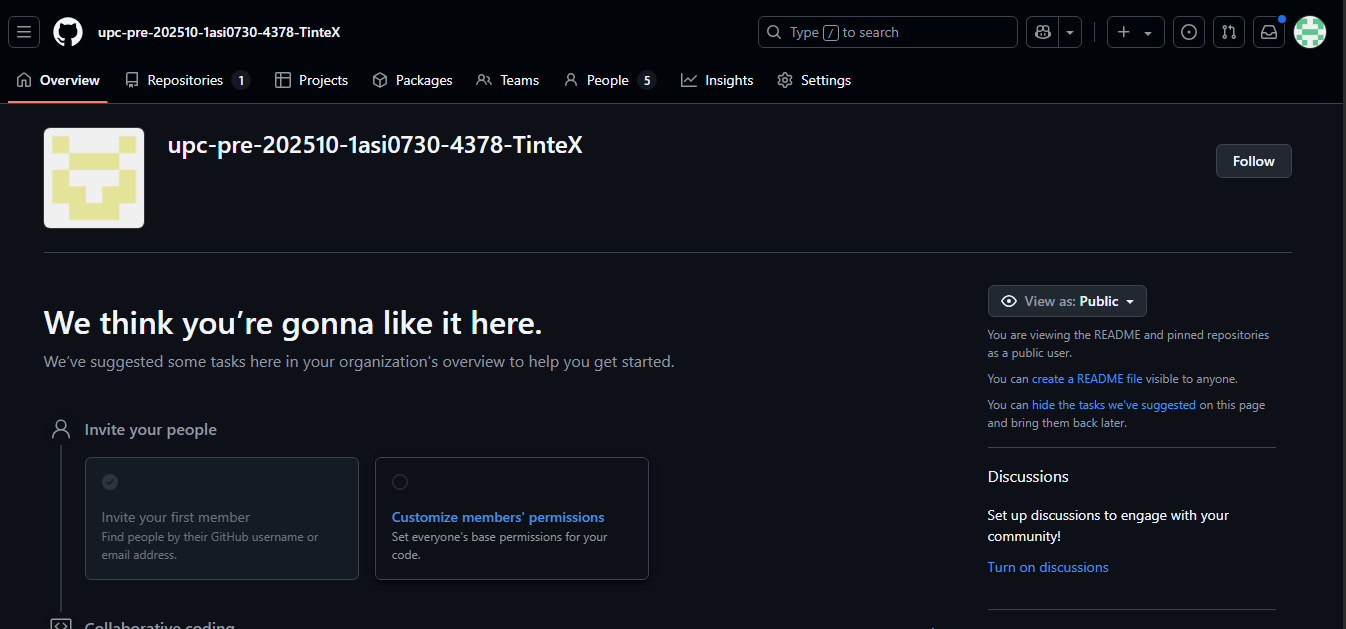 upc-pre-202510-1asi0730-4378-TinteX
Type / to search
Overview Repositories 1 Projects Packages Teams People 5 Insights Settings
upc-pre-202510-1asi0730-4378-TinteX
Follow
We think you’re gonna like it here.
We’ve suggested some tasks here in your organization's overview to help you get started.
View as: Public
You are viewing the README and pinned repositories
as a public user.
You can create a README file visible to anyone.
You can hide the tasks we've suggested on this page
and bring them back later.
Invite your people
Invite your first member
Find people by their GitHub username or
email address.
Customize members' permissions
Set everyone’s base permissions for your
code.
Discussions
Set up discussions to engage with your
community!
Turn on discussions
Collaborative coding